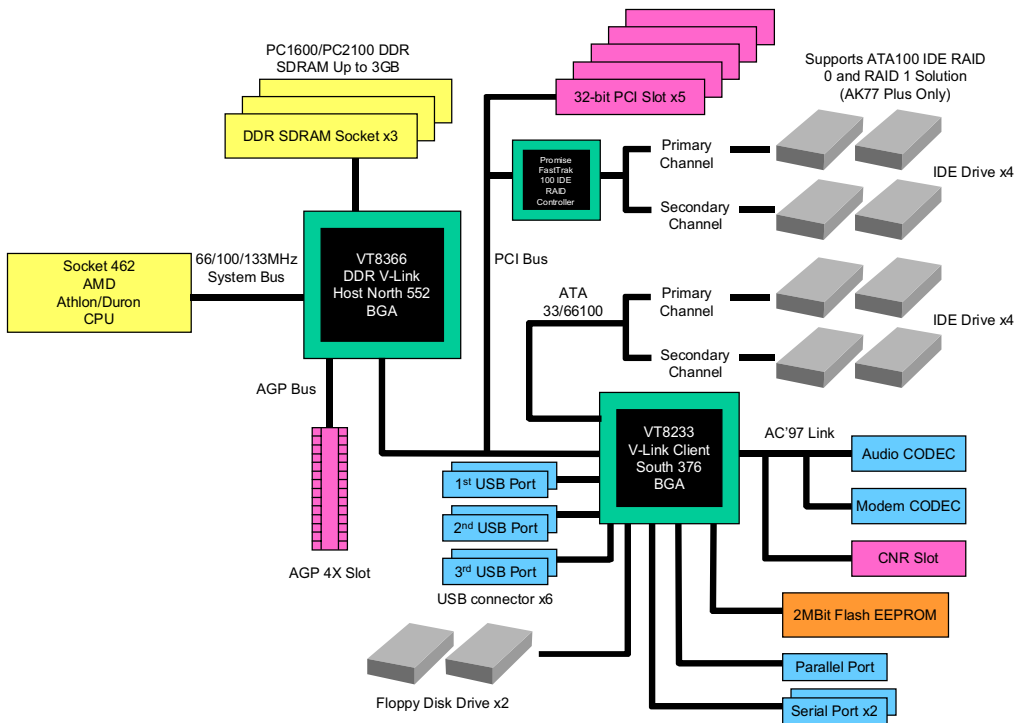 PC1600/PC2100 DDR
SDRAM Up to 3GB
DDR SDRAM Socket x3
32-bit PCI Slot x5
Supports ATA100 IDE RAID
0 and RAID 1 Solution
(AK77 Plus Only)
Promise
FastTrak
100 IDE
RAID
Controller
Primary
Channel
Secondary
Channel
IDE Drive x4
Socket 462
AMD
Athlon/Duron
CPU
66/100/133MHz
System Bus
VT8366
DDR V-Link
Host North 552
BGA
PCI Bus
ATA
33/66100
Primary
Channel
Secondary
Channel
IDE Drive x4
AGP Bus
AGP 4X Slot
VT8233
V-Link Client
South 376
BGA
AC'97 Link
Audio CODEC
Modem CODEC
CNR Slot
1st USB Port
2nd USB Port
3rd USB Port
USB connector x6
2MBit Flash EEPROM
Parallel Port
Serial Port x2
Floppy Disk Drive x2